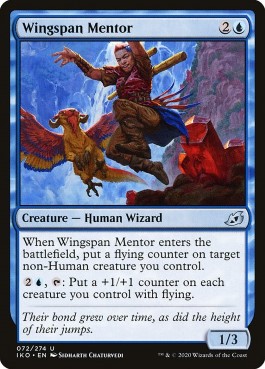 Wingspan Mentor 2
Creature — Human Wizard
When Wingspan Mentor enters the
battlefield, put a flying counter on target
non-Human creature you control.
2 , : Put a +1/+1 counter on each
creature you control with flying.
Their bond grew over time, as did the height
of their jumps.
1/3
072/274 U
IKO • EN Sidharth Chaturvedi
™ & © 2020 Wizards of the Coast